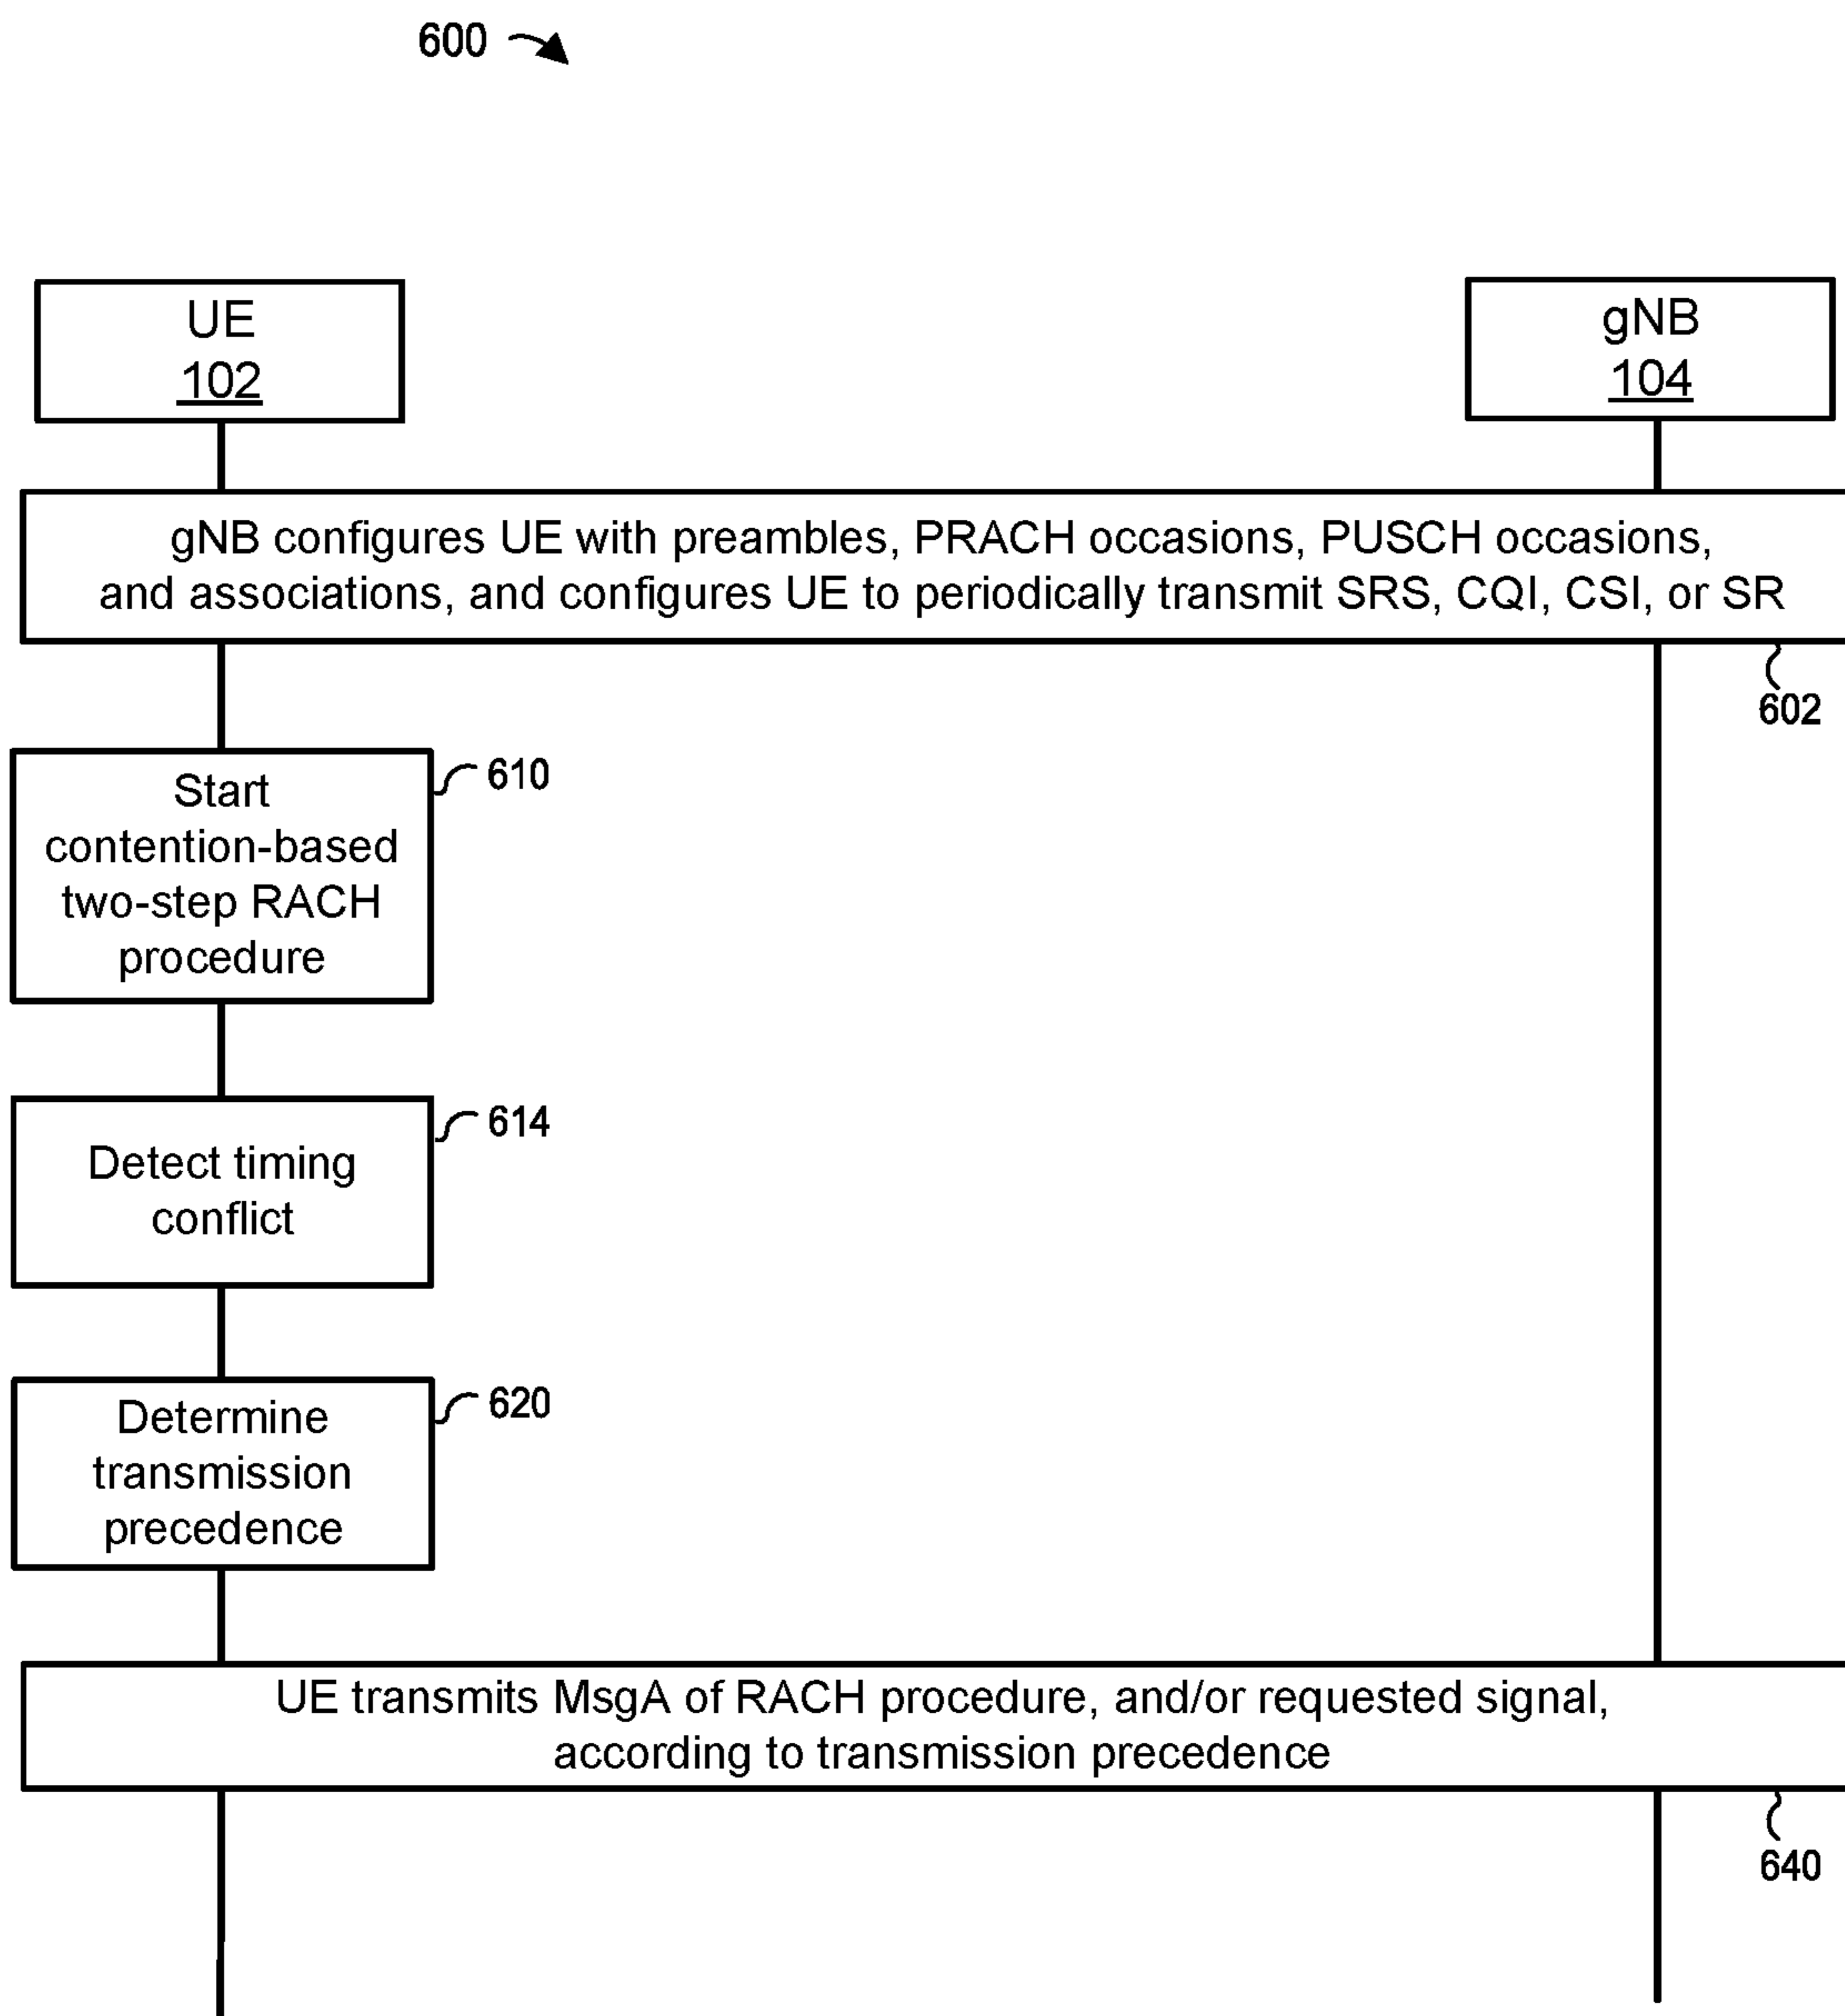 600
UE
102
gNB
104
gNB configures UE with preambles, PRACH occasions, PUSCH occasions,
and associations, and configures UE to periodically transmit SRS, CQI, CSI, or SR
602
Start
contention-based
two-step RACH
procedure
610
Detect timing
conflict
614
Determine
transmission
precedence
620
UE transmits MsgA of RACH procedure, and/or requested signal,
according to transmission precedence
640